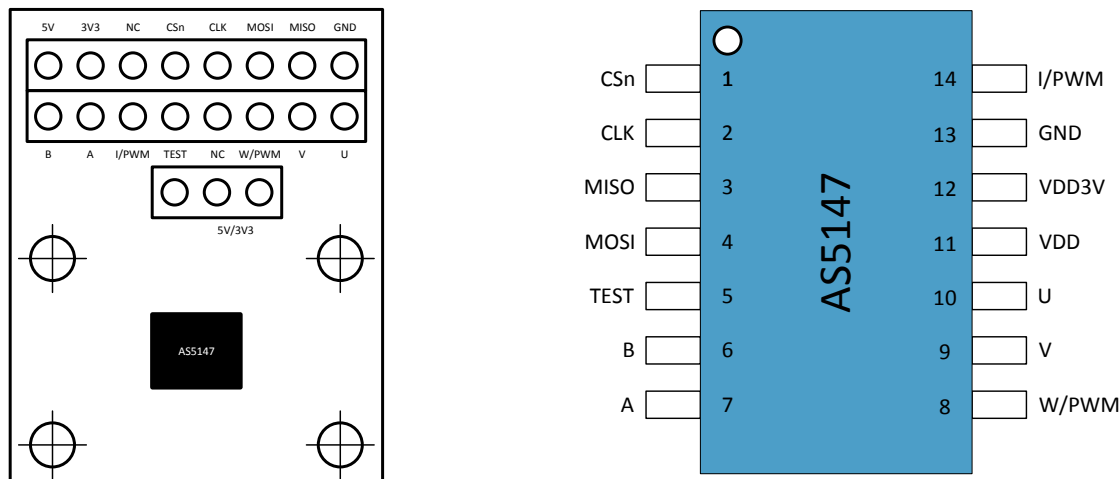 5V 3V3 NC CSn CLK MOSI MISO GND
B A I/PWM TEST NC W/PWM V U
5V/3V3
AS5147
CSn 1 14 I/PWM
CLK 2 13 GND
MISO 3 12 VDD3V
MOSI 4 11 VDD
TEST 5 10 U
B 6 9 V
A 7 8 W/PWM
AS5147